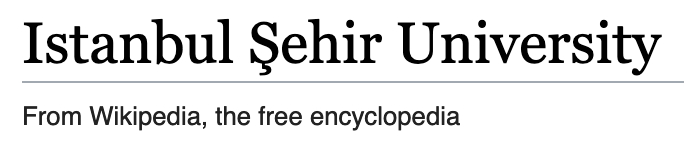 Istanbul Şehir University
From Wikipedia, the free encyclopedia